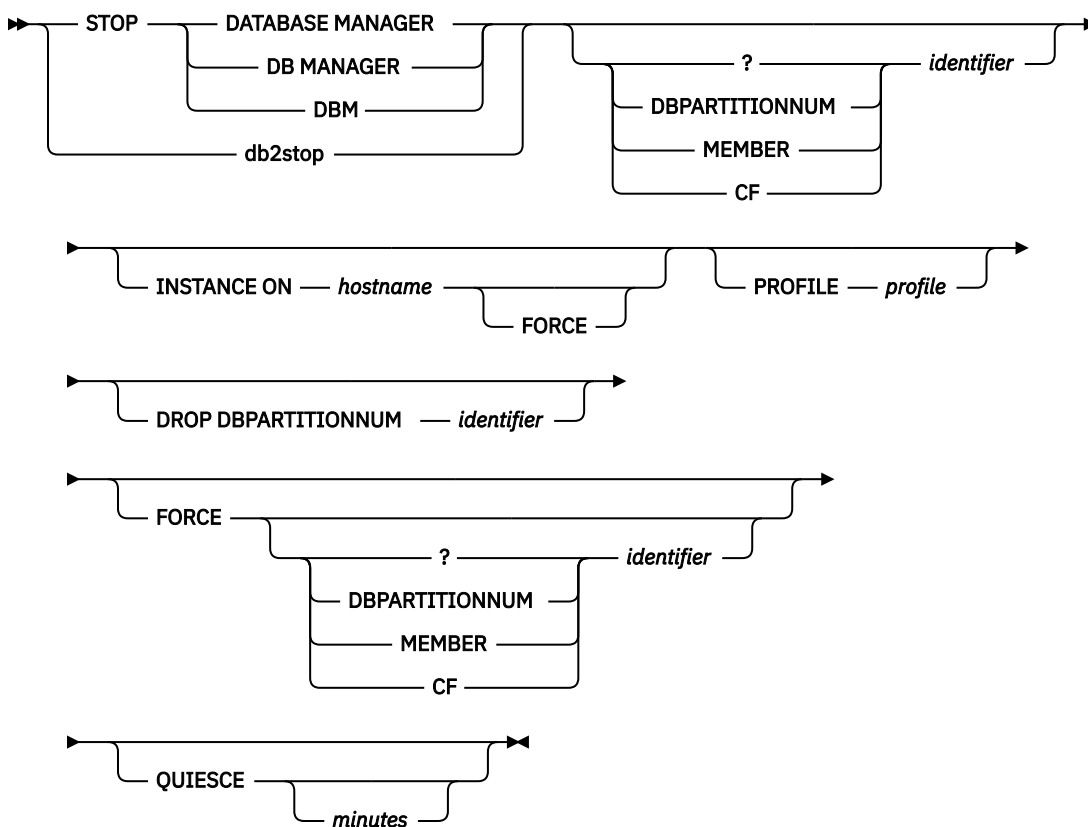 STOP DATABASE MANAGER
DB MANAGER
DBM
db2stop
? identifier
DBPARTITIONNUM
MEMBER
CF
INSTANCE ON hostname
FORCE
PROFILE profile
DROP DBPARTITIONNUM identifier
FORCE
? identifier
DBPARTITIONNUM
MEMBER
CF
QUIESCE
minutes